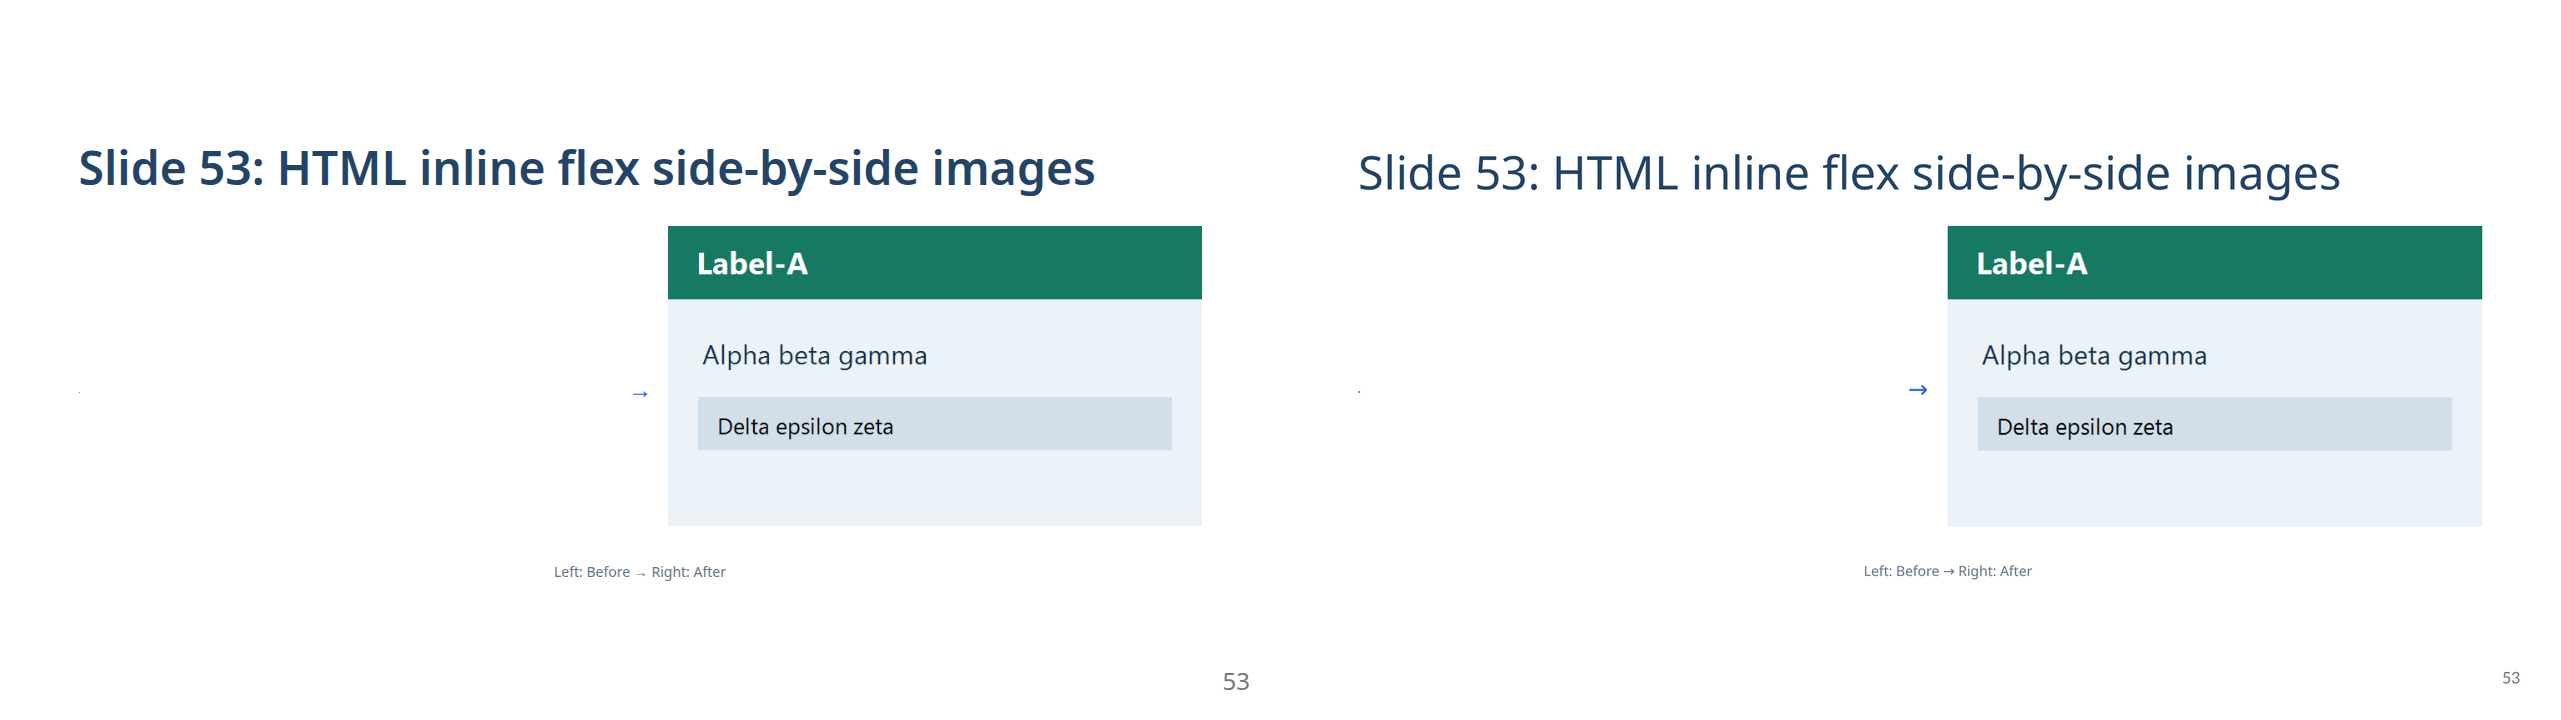 Slide 53: HTML inline flex side-by-side images
→
Label-A
Alpha beta gamma
Delta epsilon zeta
Left: Before → Right: After
53
Slide 53: HTML inline flex side-by-side images
→
Label-A
Alpha beta gamma
Delta epsilon zeta
Left: Before → Right: After
53